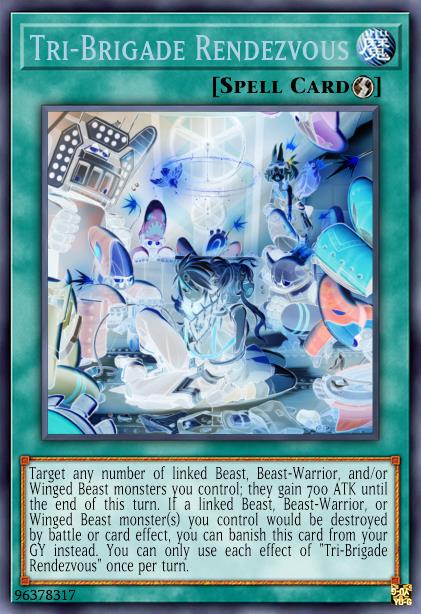 Tri-Brigade Rendezvous 魔
[Spell Card]
Target any number of linked Beast, Beast-Warrior, and/or
Winged Beast monsters you control; they gain 700 ATK until
the end of this turn. If a linked Beast, Beast-Warrior, or
Winged Beast monster(s) you control would be destroyed
by battle or card effect, you can banish this card from your
GY instead. You can only use each effect of "Tri-Brigade
Rendezvous" once per turn.
96378317